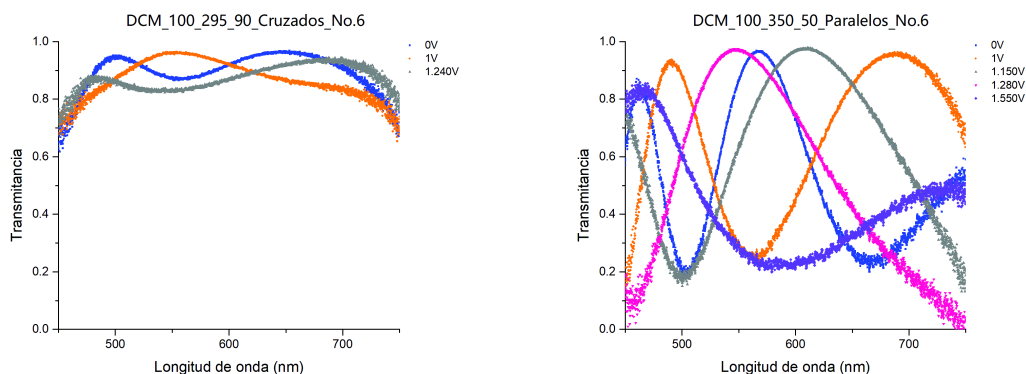 DCM_100_295_90_Cruzados_No.6
0V
1V
1.240V
1.0
0.8
0.6
0.4
0.2
0.0
Transmitancia
500
600
700
Longitud de onda (nm)
DCM_100_350_50_Paralelos_No.6
0V
1V
1.150V
1.280V
1.550V
1.0
0.8
0.6
0.4
0.2
0.0
Transmitancia
500
600
700
Longitud de onda (nm)